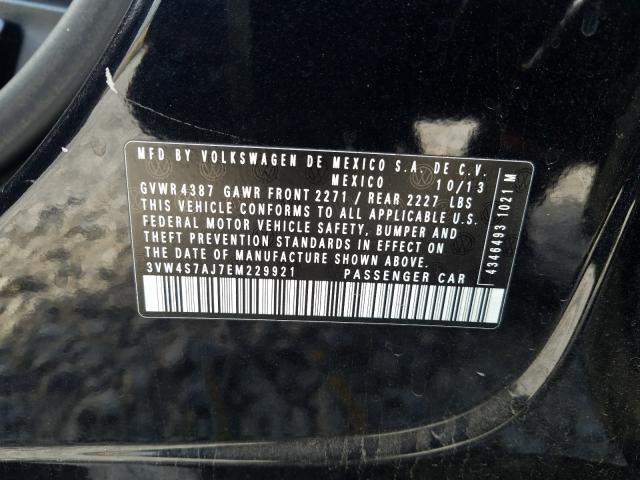 MFD BY VOLKSWAGEN DE MEXICO S.A. DE C.V.
MEXICO 10/13
GVWR4387 GAWR FRONT 2271 / REAR 2227 LBS
THIS VEHICLE CONFORMS TO ALL APPLICABLE U.S.
FEDERAL MOTOR VEHICLE SAFETY, BUMPER AND
THEFT PREVENTION STANDARDS IN EFFECT ON
THE DATE OF MANUFACTURE SHOWN ABOVE.
3VW4S7AJ7EM229921 PASSENGER CAR
4346493 1021 M